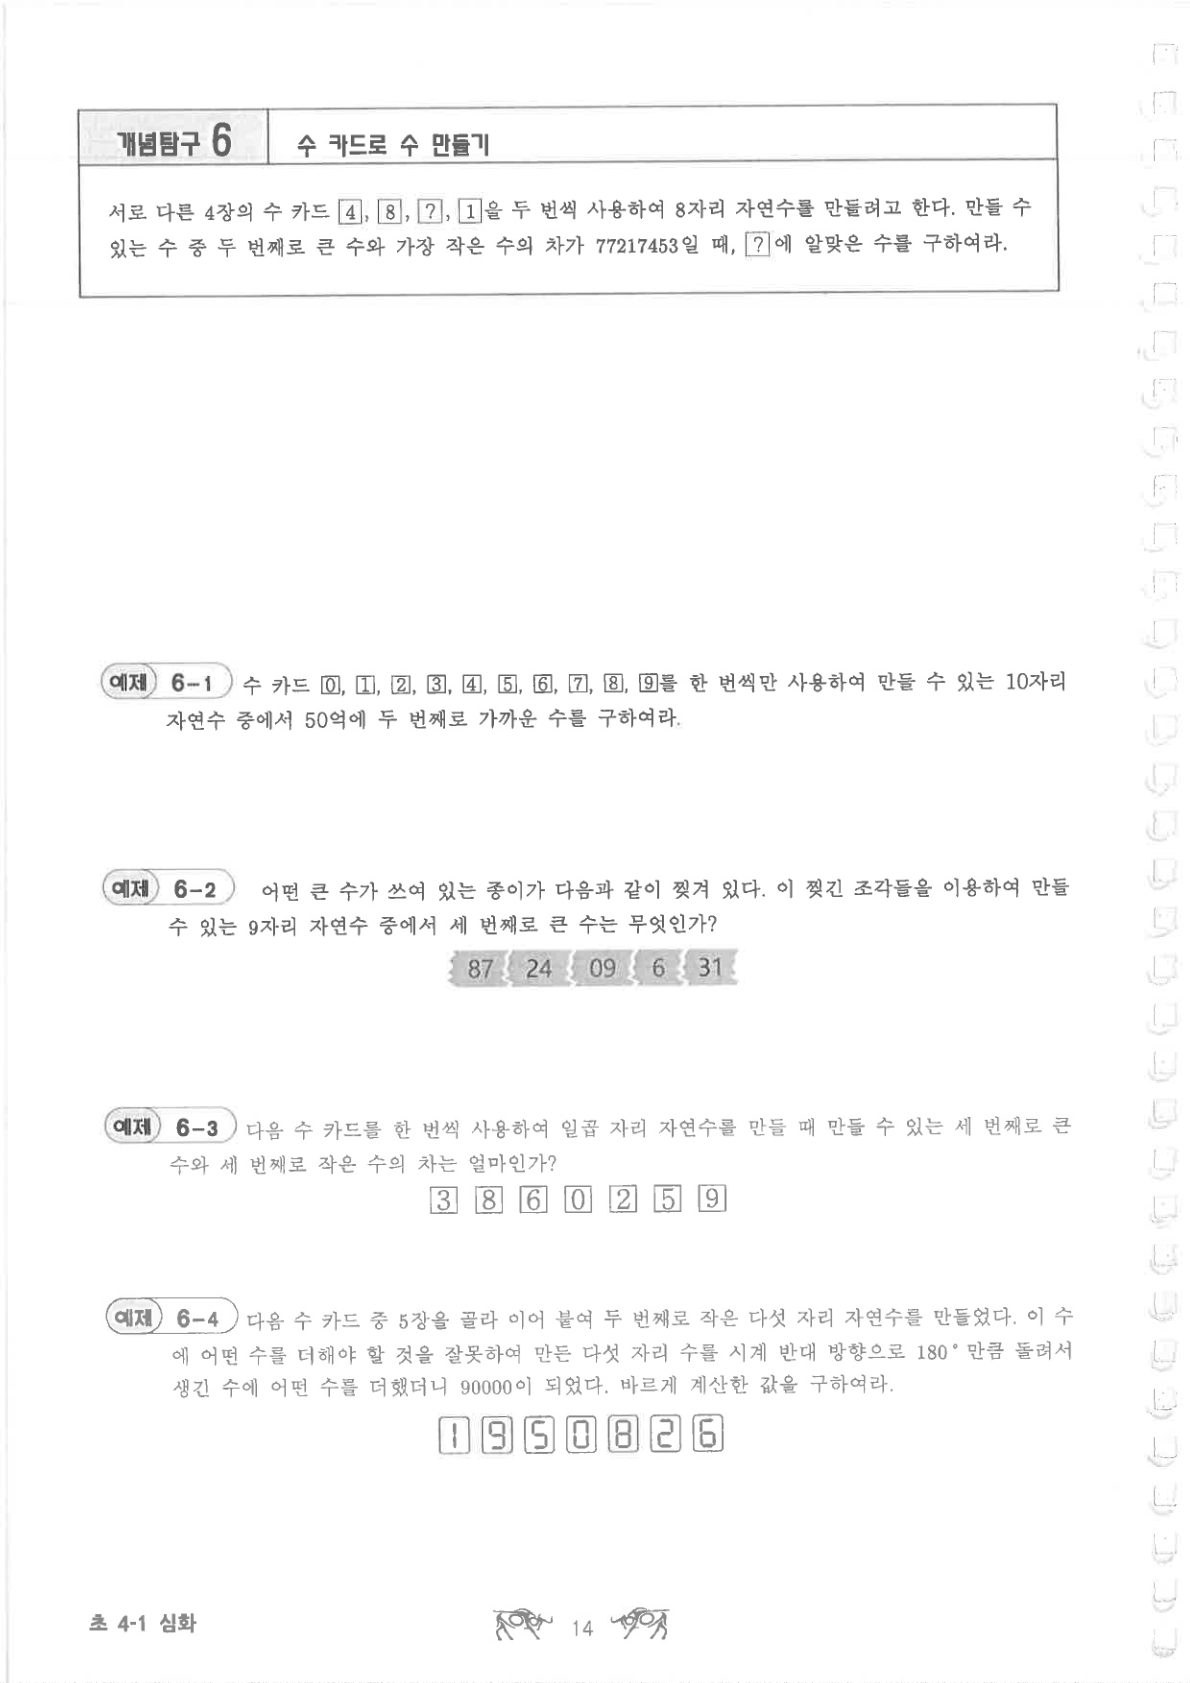 개념탐구 6 수 카드로 수 만들기
서로 다른 4장의 수 카드 4, 8, ?, 1을 두 번씩 사용하여 8자리 자연수를 만들려고 한다. 만들 수
있는 수 중 두 번째로 큰 수와 가장 작은 수의 차가 77217453일 때, ?에 알맞은 수를 구하여라.
예제 6-1 수 카드 0, 1, 2, 3, 4, 5, 6, 7, 8, 9를 한 번씩만 사용하여 만들 수 있는 10자리
자연수 중에서 50억에 두 번째로 가까운 수를 구하여라.
예제 6-2 어떤 큰 수가 쓰여 있는 종이가 다음과 같이 찢겨 있다. 이 찢긴 조각들을 이용하여 만들
수 있는 9자리 자연수 중에서 세 번째로 큰 수는 무엇인가?
87 24 09 6 31
예제 6-3 다음 수 카드를 한 번씩 사용하여 일곱 자리 자연수를 만들 때 만들 수 있는 세 번째로 큰
수와 세 번째로 작은 수의 차는 얼마인가?
3 8 6 0 2 5 9
예제 6-4 다음 수 카드 중 5장을 골라 이어 붙여 두 번째로 작은 다섯 자리 자연수를 만들었다. 이 수
에 어떤 수를 더해야 할 것을 잘못하여 만든 다섯 자리 수를 시계 반대 방향으로 180°만큼 돌려서
생긴 수에 어떤 수를 더했더니 90000이 되었다. 바르게 계산한 값을 구하여라.
1 9 5 0 8 2 6
초 4-1 심화
14